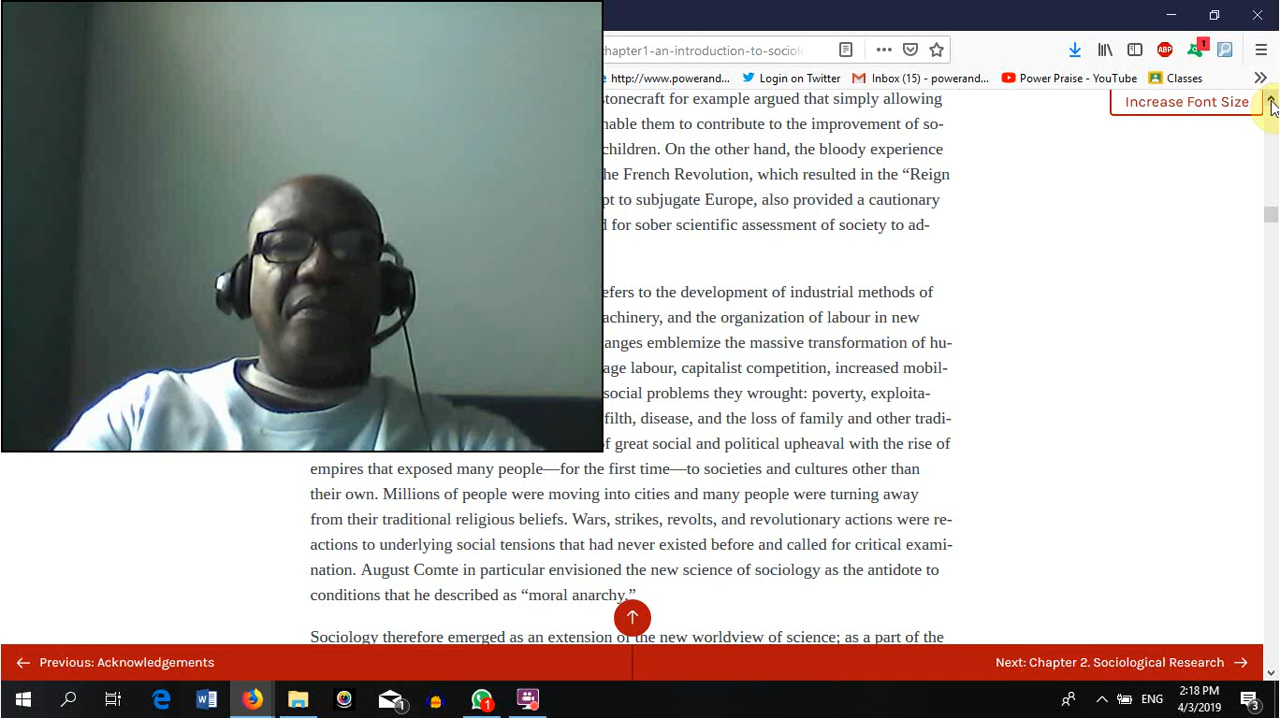 chapter1-an-introduction-to-sociol
http://www.powerand... Login on Twitter Inbox (15) - powerand... Power Praise - YouTube Classes
ABP
1
Increase Font Size
stonecraft for example argued that simply allowing
nable them to contribute to the improvement of so-
children. On the other hand, the bloody experience
he French Revolution, which resulted in the “Reign
pt to subjugate Europe, also provided a cautionary
d for sober scientific assessment of society to ad-
efers to the development of industrial methods of
achinery, and the organization of labour in new
anges emblemize the massive transformation of hu-
age labour, capitalist competition, increased mobil-
social problems they wrought: poverty, exploita-
filth, disease, and the loss of family and other tradi-
of great social and political upheaval with the rise of
empires that exposed many people—for the first time—to societies and cultures other than
their own. Millions of people were moving into cities and many people were turning away
from their traditional religious beliefs. Wars, strikes, revolts, and revolutionary actions were re-
actions to underlying social tensions that had never existed before and called for critical exami-
nation. August Comte in particular envisioned the new science of sociology as the antidote to
conditions that he described as “moral anarchy.”
Sociology therefore emerged as an extension of the new worldview of science; as a part of the
Previous: Acknowledgements Next: Chapter 2. Sociological Research
1 1 ENG 2:18 PM
4/3/2019 3